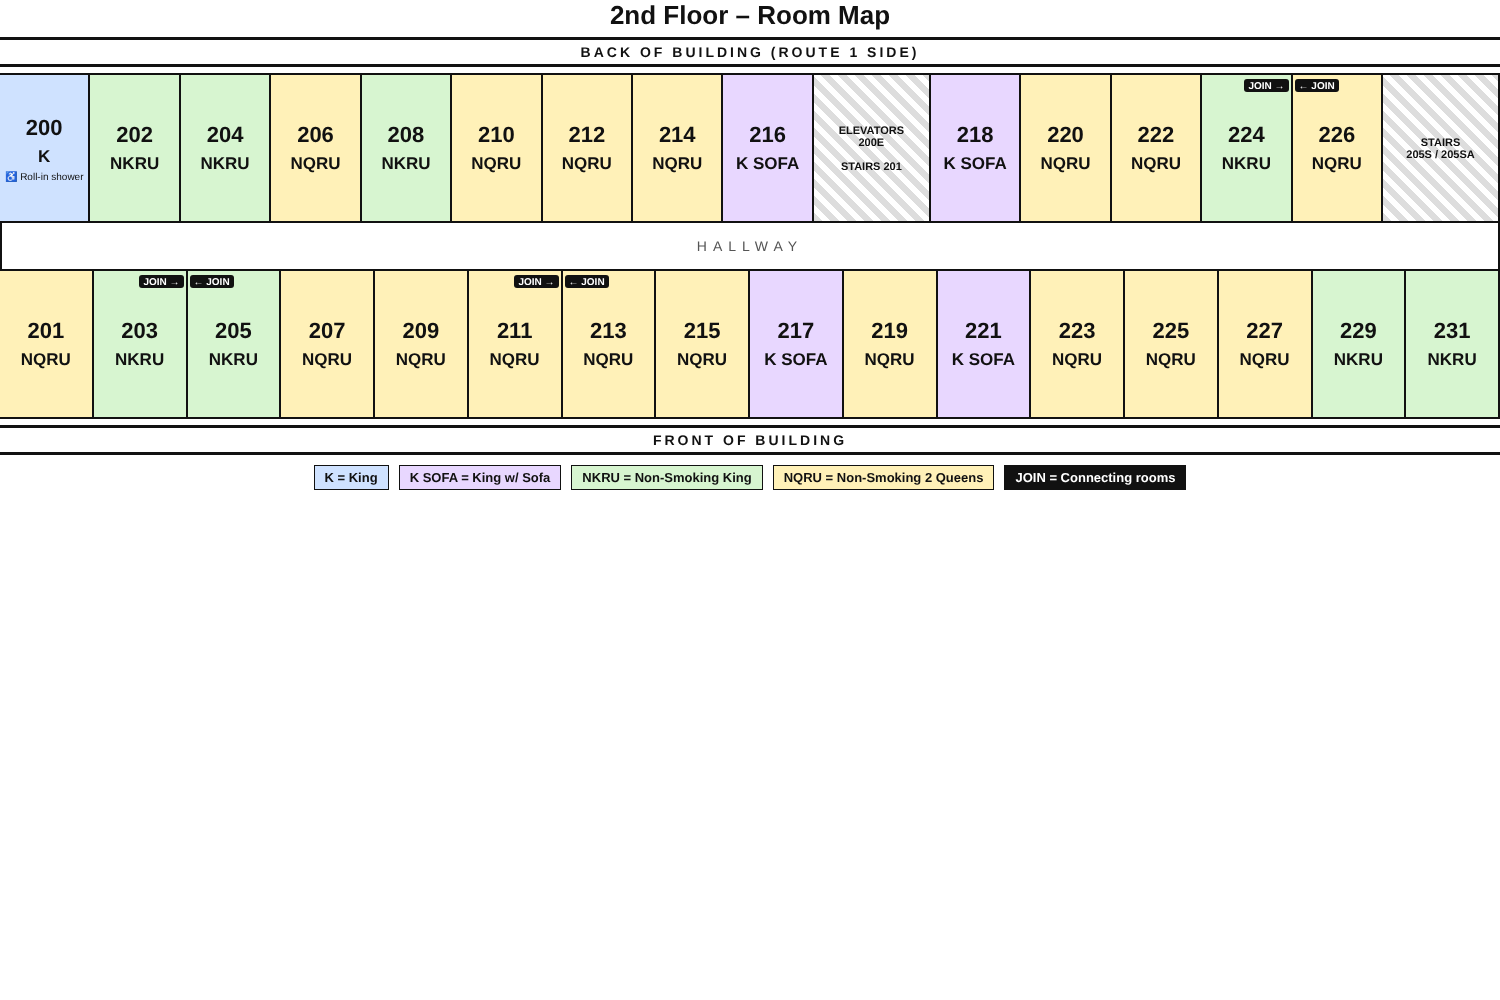 2nd Floor – Room Map
BACK OF BUILDING (ROUTE 1 SIDE)
200
K
♿ Roll-in shower
202
NKRU
204
NKRU
206
NQRU
208
NKRU
210
NQRU
212
NQRU
214
NQRU
216
K SOFA
ELEVATORS
200E
STAIRS 201
218
K SOFA
220
NQRU
222
NQRU
JOIN →
224
NKRU
← JOIN
226
NQRU
STAIRS
205S / 205SA
HALLWAY
201
NQRU
JOIN →
203
NKRU
← JOIN
205
NKRU
207
NQRU
209
NQRU
JOIN →
211
NQRU
← JOIN
213
NQRU
215
NQRU
217
K SOFA
219
NQRU
221
K SOFA
223
NQRU
225
NQRU
227
NQRU
229
NKRU
231
NKRU
FRONT OF BUILDING
K = King
K SOFA = King w/ Sofa
NKRU = Non-Smoking King
NQRU = Non-Smoking 2 Queens
JOIN = Connecting rooms